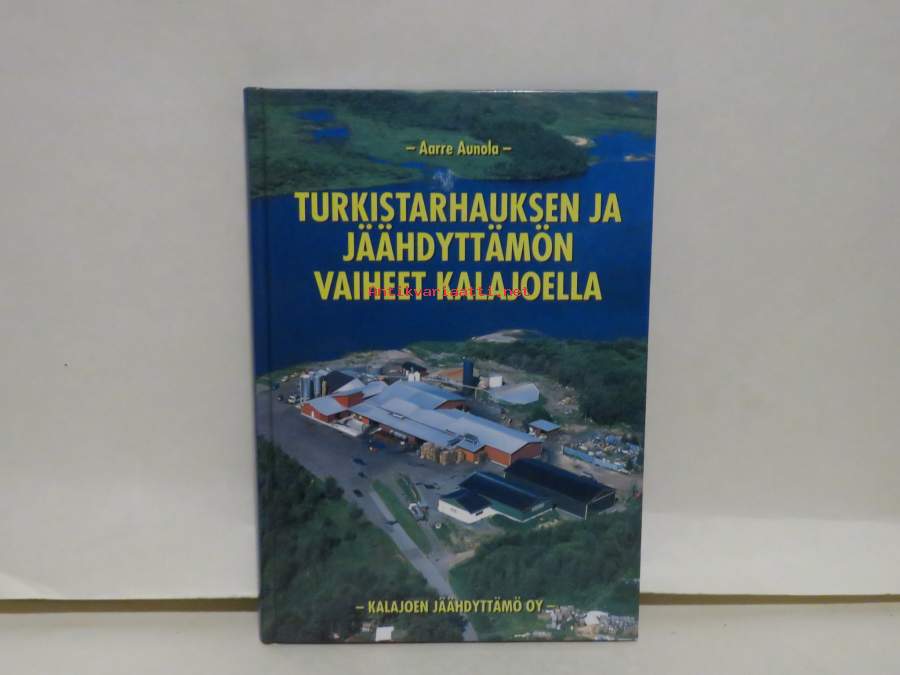 – Aarre Aunola –
TURKISTARHAUKSEN JA
JÄÄHDYTTÄMÖN
VAIHEET KALAJOELLA
Antikvariaatti.net
– KALAJOEN JÄÄHDYTTÄMÖ OY –